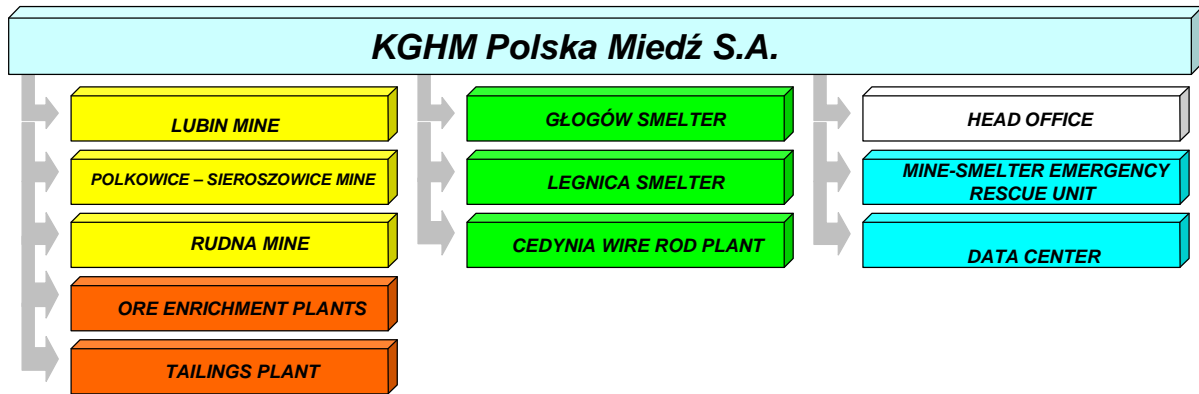 KGHM Polska Miedź S.A.
LUBIN MINE
POLKOWICE – SIEROSZOWICE MINE
RUDNA MINE
ORE ENRICHMENT PLANTS
TAILINGS PLANT
GŁOGÓW SMELTER
LEGNICA SMELTER
CEDYNIA WIRE ROD PLANT
HEAD OFFICE
MINE-SMELTER EMERGENCY
RESCUE UNIT
DATA CENTER